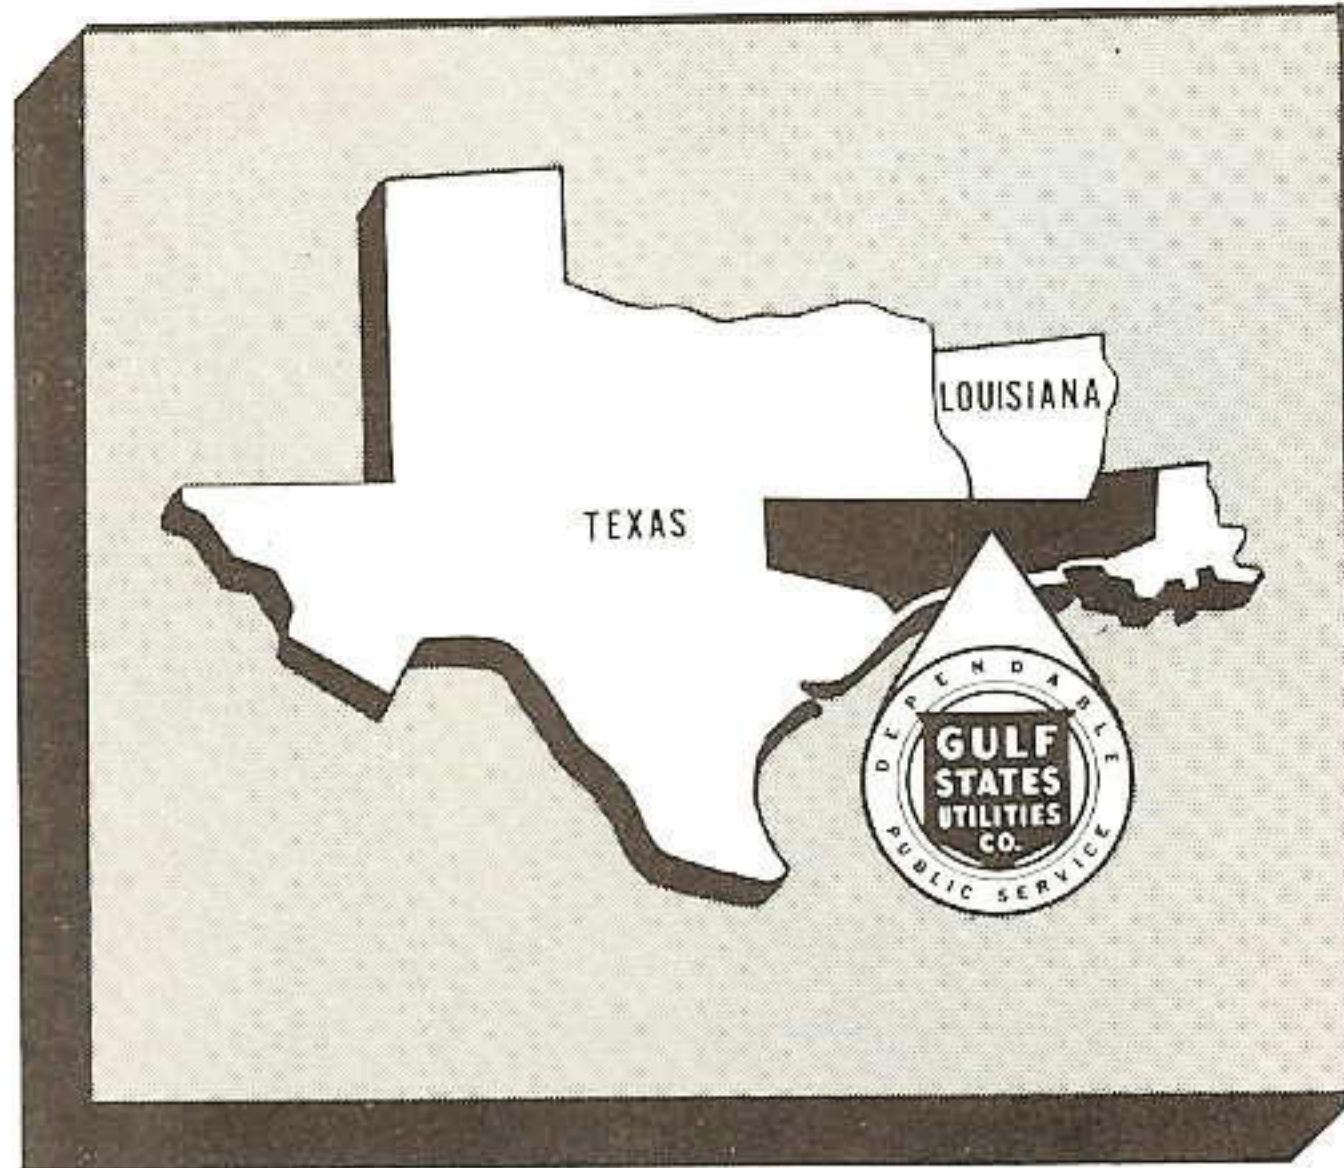 LOUISIANA
TEXAS
DEPENDABLE
GULF
STATES
UTILITIES
CO.
PUBLIC SERVICE